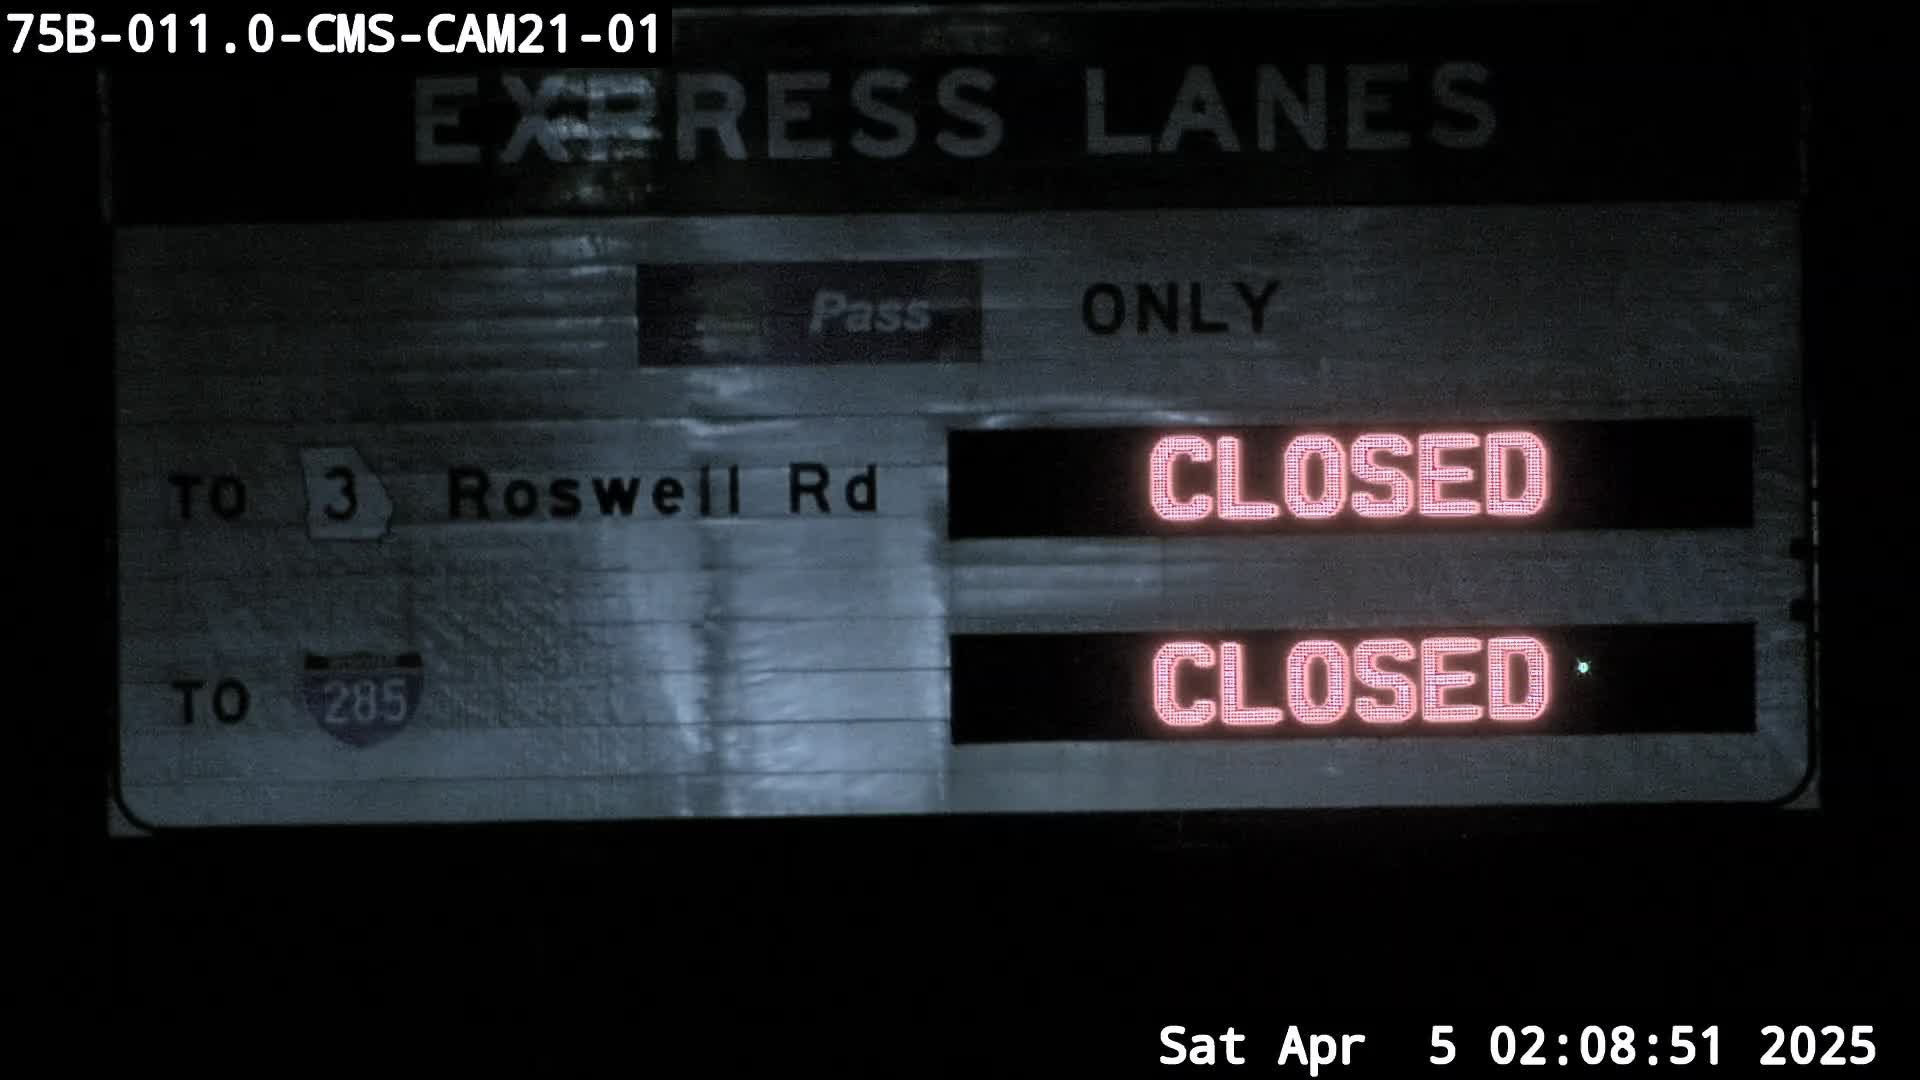 75B-011.0-CMS-CAM21-01
EXPRESS LANES
Pass ONLY
TO 3 Roswell Rd CLOSED
TO 285 CLOSED
Sat Apr 5 02:08:51 2025